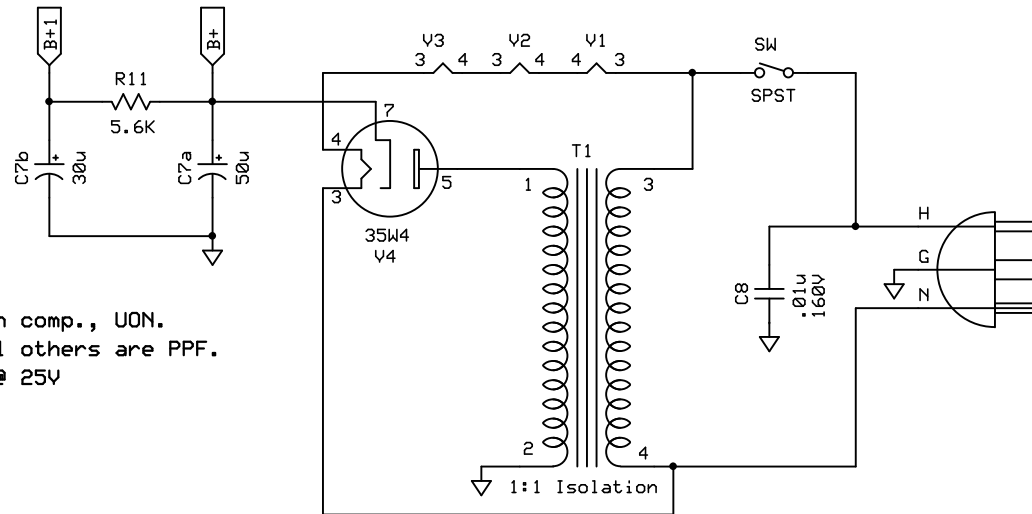 B+1
B+
V3
V2
V1
SW
3 4
3 4
4 3
SPST
R11
5.6K
7
4
C7b
30u
C7a
50u
T1
3
5
1
3
35W4
V4
H
G
N
C8
.01u
160V
n comp., UON.
l others are PPF.
@ 25V
2
4
1:1 Isolation